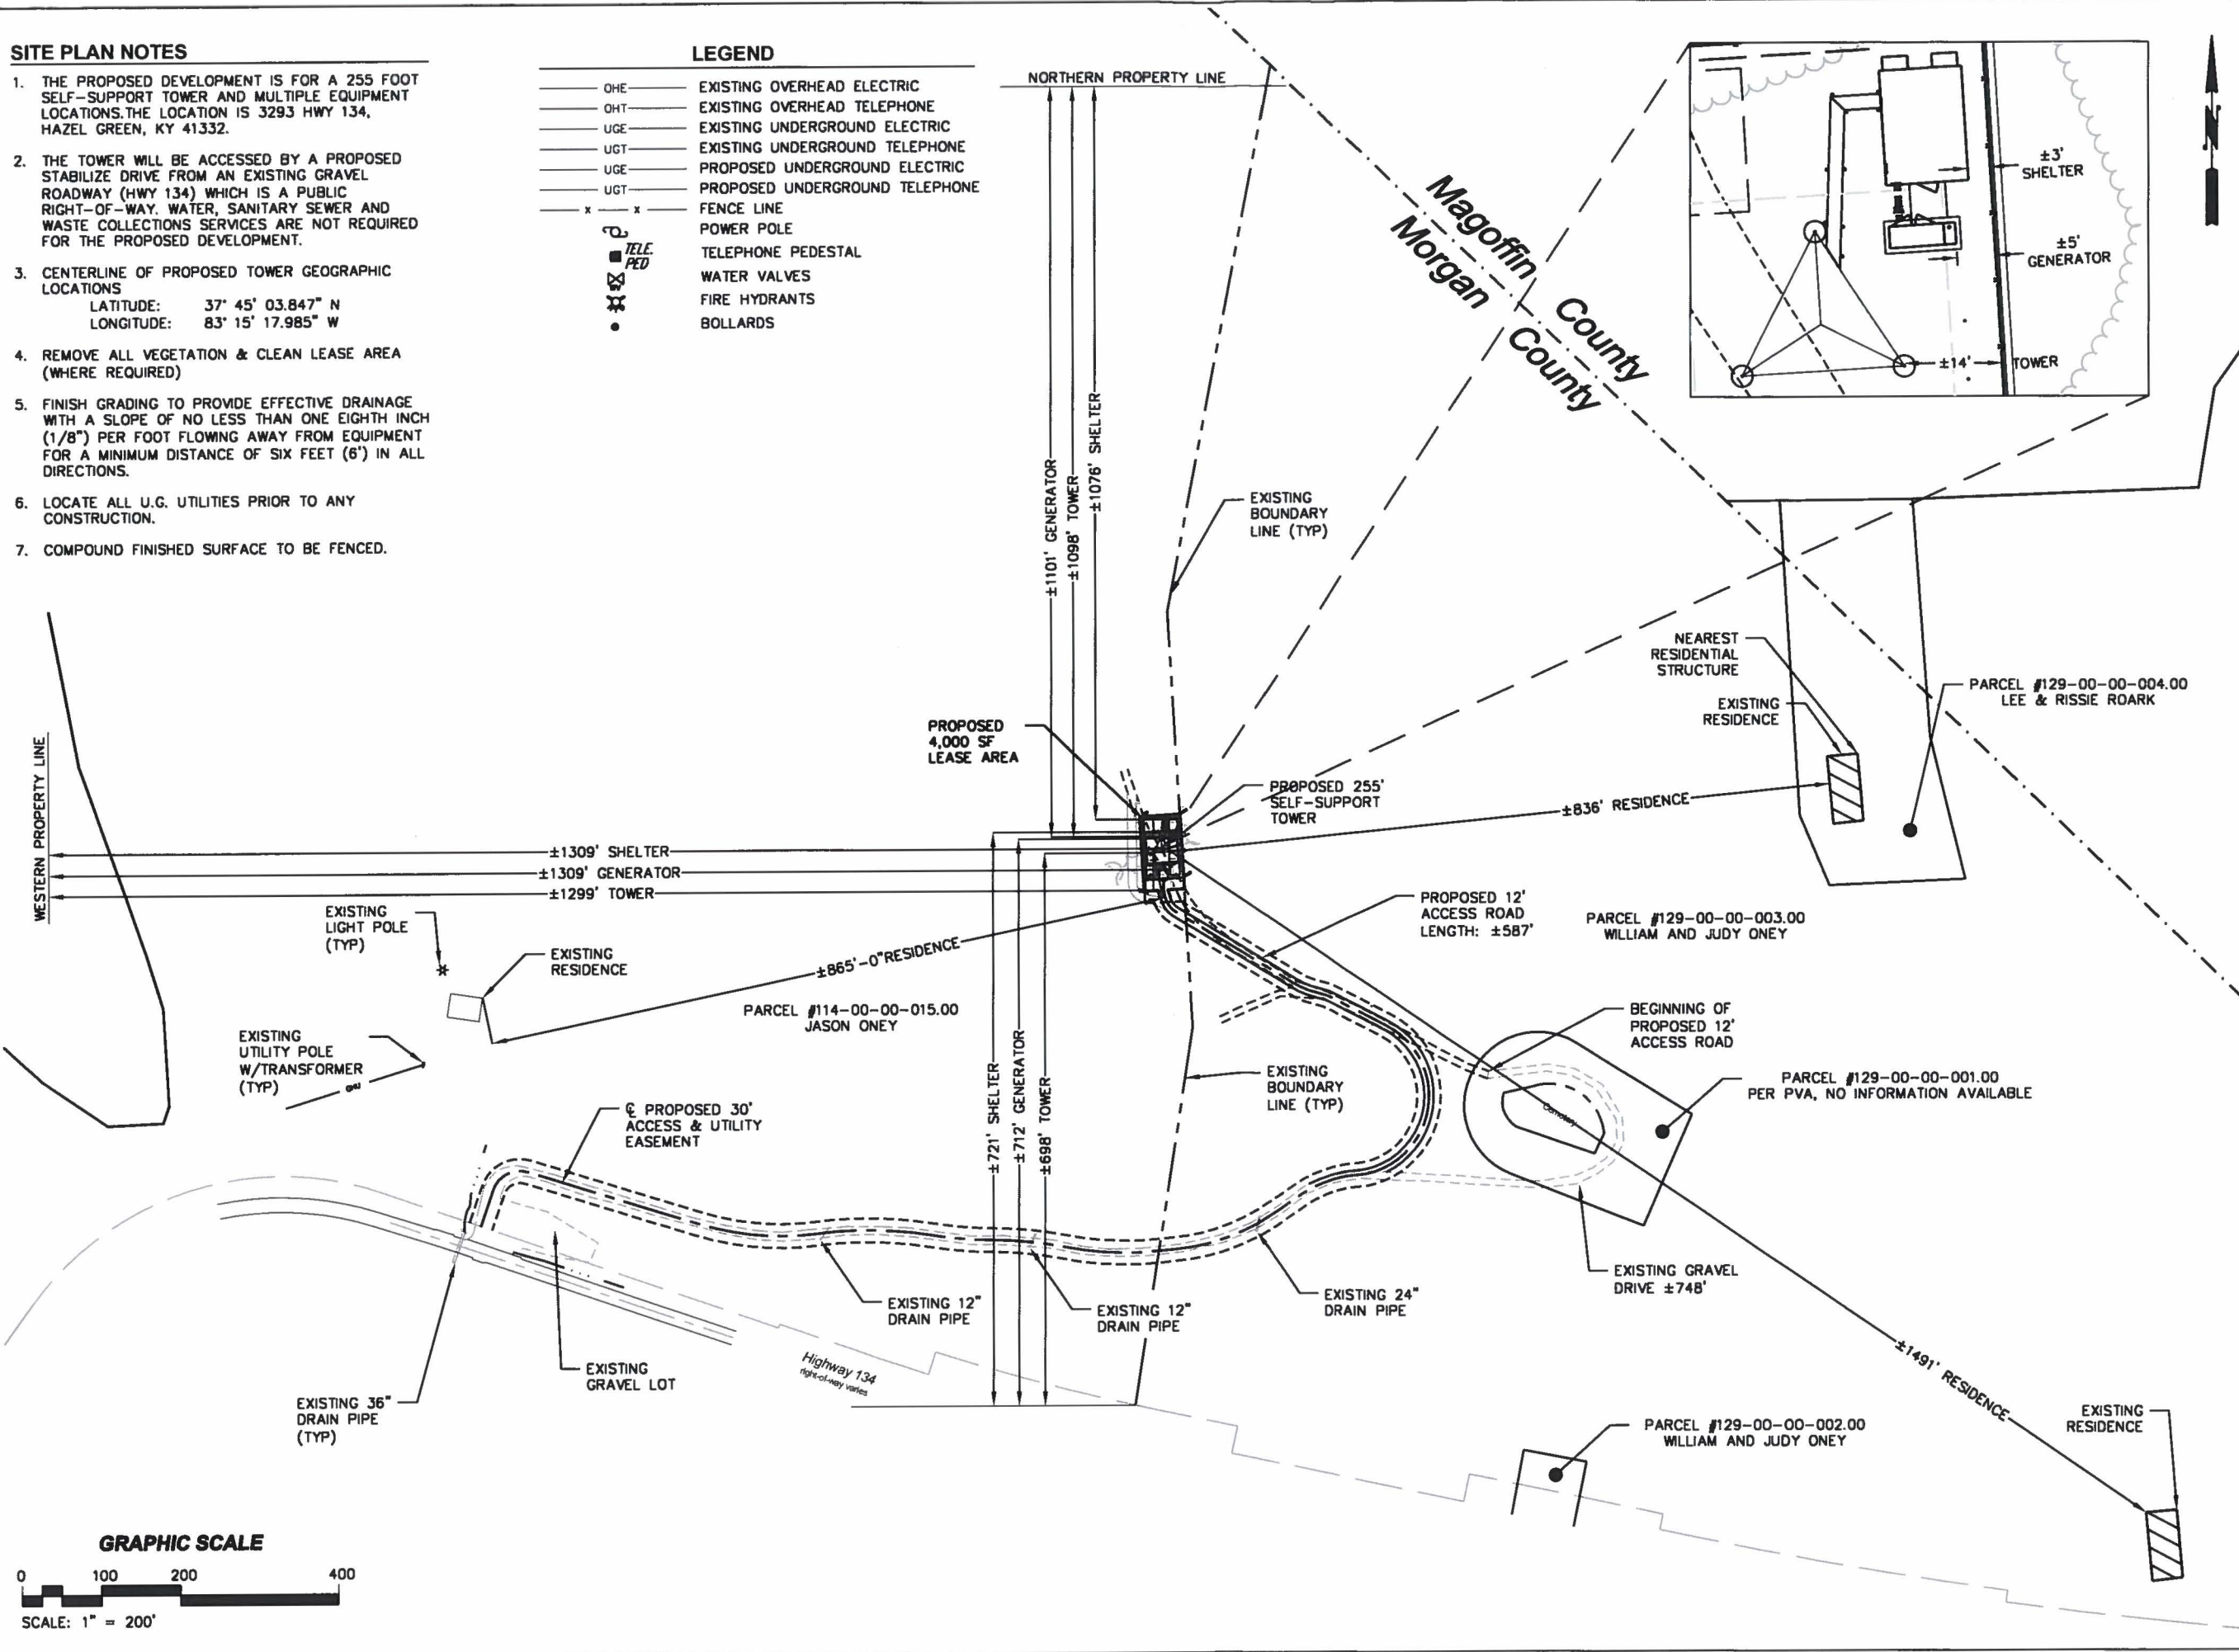 SITE PLAN NOTES
1. THE PROPOSED DEVELOPMENT IS FOR A 255 FOOT
SELF-SUPPORT TOWER AND MULTIPLE EQUIPMENT
LOCATIONS.THE LOCATION IS 3293 HWY 134,
HAZEL GREEN, KY 41332.
2. THE TOWER WILL BE ACCESSED BY A PROPOSED
STABILIZE DRIVE FROM AN EXISTING GRAVEL
ROADWAY (HWY 134) WHICH IS A PUBLIC
RIGHT-OF-WAY. WATER, SANITARY SEWER AND
WASTE COLLECTIONS SERVICES ARE NOT REQUIRED
FOR THE PROPOSED DEVELOPMENT.
3. CENTERLINE OF PROPOSED TOWER GEOGRAPHIC
LOCATIONS
LATITUDE: 37° 45' 03.847" N
LONGITUDE: 83° 15' 17.985" W
4. REMOVE ALL VEGETATION & CLEAN LEASE AREA
(WHERE REQUIRED)
5. FINISH GRADING TO PROVIDE EFFECTIVE DRAINAGE
WITH A SLOPE OF NO LESS THAN ONE EIGHTH INCH
(1/8") PER FOOT FLOWING AWAY FROM EQUIPMENT
FOR A MINIMUM DISTANCE OF SIX FEET (6') IN ALL
DIRECTIONS.
6. LOCATE ALL U.G. UTILITIES PRIOR TO ANY
CONSTRUCTION.
7. COMPOUND FINISHED SURFACE TO BE FENCED.
LEGEND
OHE EXISTING OVERHEAD ELECTRIC
OHT EXISTING OVERHEAD TELEPHONE
UGE EXISTING UNDERGROUND ELECTRIC
UGT EXISTING UNDERGROUND TELEPHONE
UGE PROPOSED UNDERGROUND ELECTRIC
UGT PROPOSED UNDERGROUND TELEPHONE
x x FENCE LINE
POWER POLE
TELE.
PED TELEPHONE PEDESTAL
WATER VALVES
FIRE HYDRANTS
BOLLARDS
NORTHERN PROPERTY LINE
±1101' GENERATOR
±1098' TOWER
±1076' SHELTER
Magoffin County
Morgan County
±3'
SHELTER
±5'
GENERATOR
±14' TOWER
N
EXISTING
BOUNDARY
LINE (TYP)
NEAREST
RESIDENTIAL
STRUCTURE
EXISTING
RESIDENCE
PARCEL #129-00-00-004.00
LEE & RISSIE ROARK
PROPOSED
4,000 SF
LEASE AREA
PROPOSED 255'
SELF-SUPPORT
TOWER
±836' RESIDENCE
WESTERN PROPERTY LINE
±1309' SHELTER
±1309' GENERATOR
±1299' TOWER
EXISTING
LIGHT POLE
(TYP)
EXISTING
RESIDENCE
±865'-0" RESIDENCE
PROPOSED 12'
ACCESS ROAD
LENGTH: ±587'
PARCEL #129-00-00-003.00
WILLIAM AND JUDY ONEY
PARCEL #114-00-00-015.00
JASON ONEY
EXISTING
UTILITY POLE
W/TRANSFORMER
(TYP)
BEGINNING OF
PROPOSED 12'
ACCESS ROAD
EXISTING
BOUNDARY
LINE (TYP)
PARCEL #129-00-00-001.00
PER PVA, NO INFORMATION AVAILABLE
Cemetery
℄ PROPOSED 30'
ACCESS & UTILITY
EASEMENT
±721' SHELTER
±712' GENERATOR
±698' TOWER
EXISTING GRAVEL
DRIVE ±748'
EXISTING 12"
DRAIN PIPE
EXISTING 12"
DRAIN PIPE
EXISTING 24"
DRAIN PIPE
Highway 134
right-of-way varies
EXISTING
GRAVEL LOT
EXISTING 36"
DRAIN PIPE
(TYP)
±1491' RESIDENCE
PARCEL #129-00-00-002.00
WILLIAM AND JUDY ONEY
EXISTING
RESIDENCE
GRAPHIC SCALE
0 100 200 400
SCALE: 1" = 200'